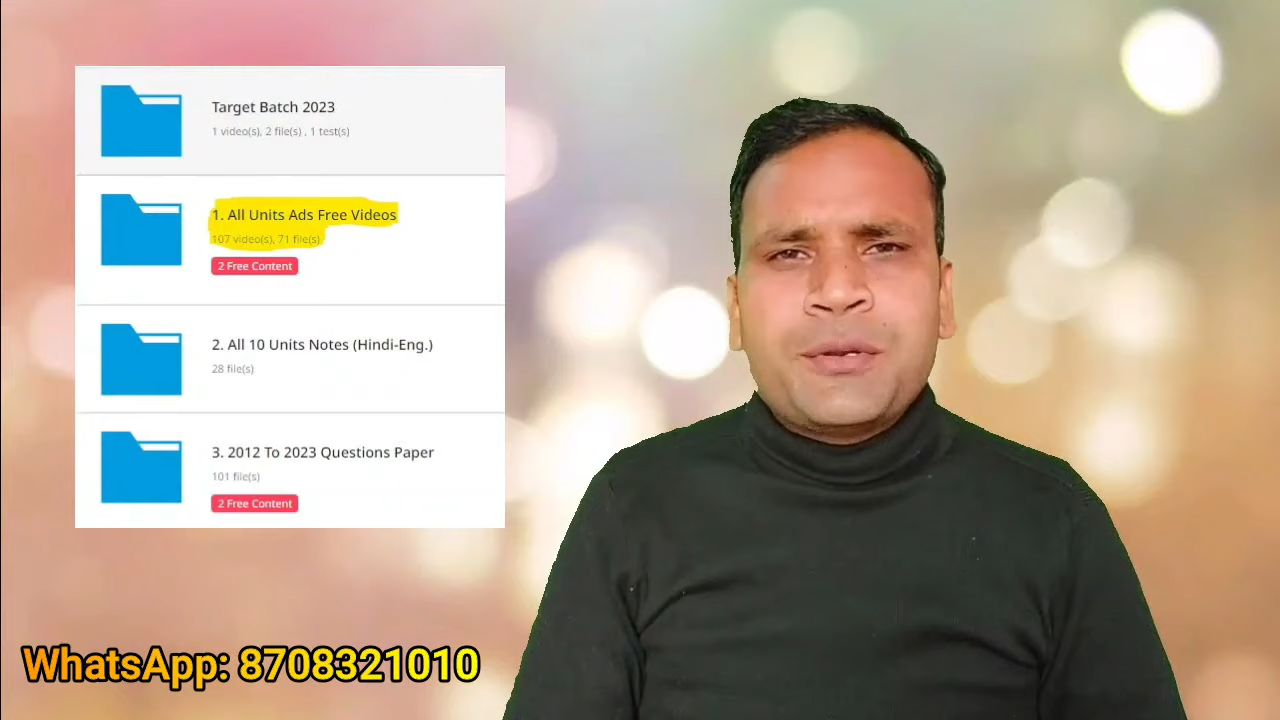 Target Batch 2023
1 video(s), 2 file(s) , 1 test(s)
1. All Units Ads Free Videos
107 video(s), 71 file(s)
2 Free Content
2. All 10 Units Notes (Hindi-Eng.)
28 file(s)
3. 2012 To 2023 Questions Paper
101 file(s)
2 Free Content
WhatsApp: 8708321010